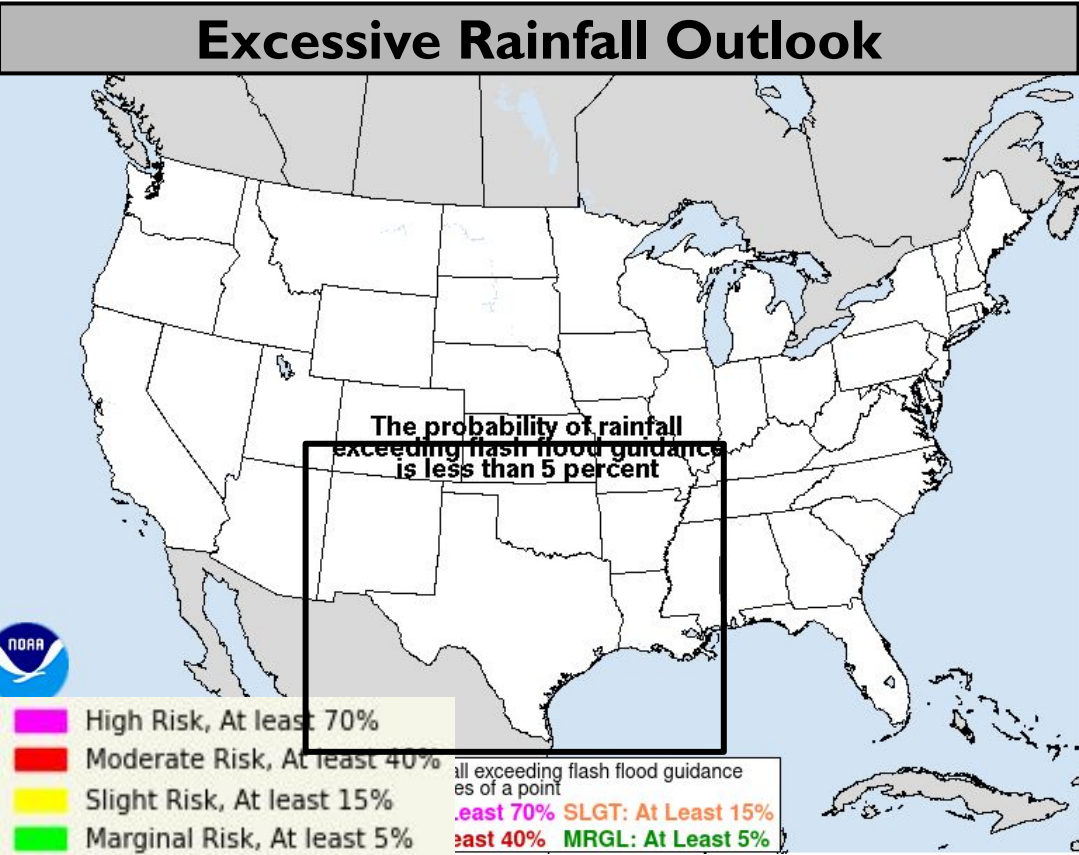 Excessive Rainfall Outlook
The probability of rainfall
exceeding flash flood guidance
is less than 5 percent
NOAA
High Risk, At least 70%
Moderate Risk, At least 40%
Slight Risk, At least 15%
Marginal Risk, At least 5%
all exceeding flash flood guidance
es of a point
Least 70% SLGT: At Least 15%
east 40% MRGL: At Least 5%